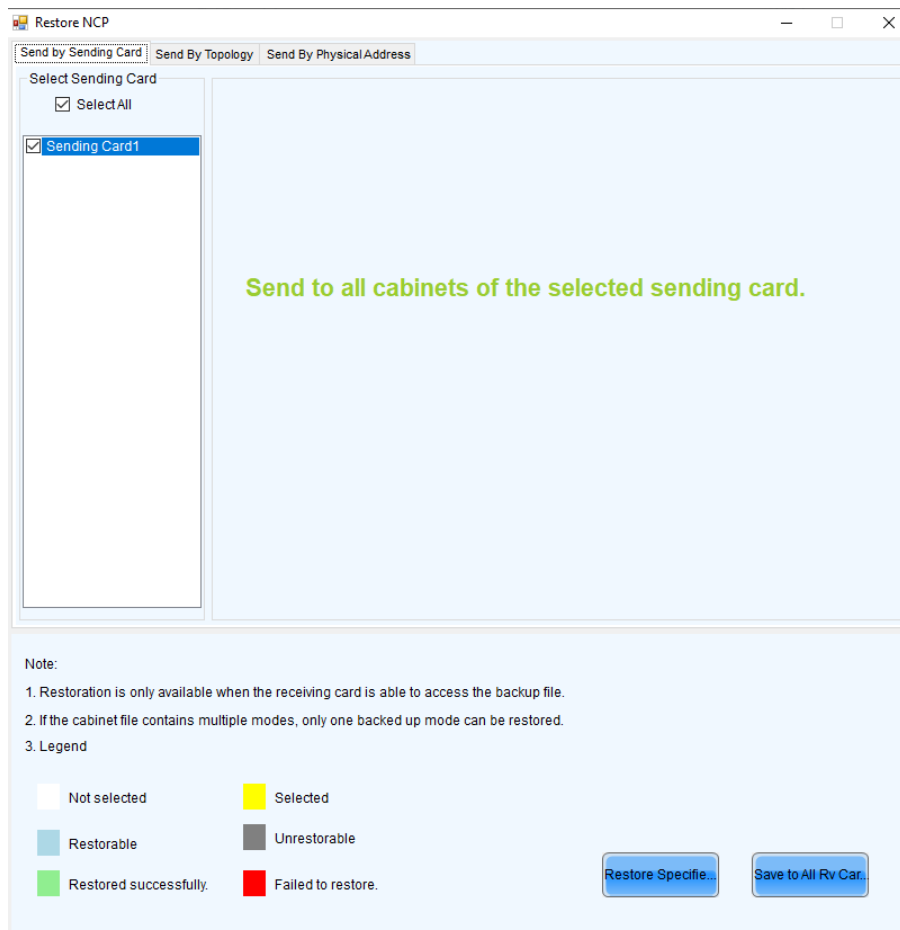 Restore NCP
Send by Sending Card
Send By Topology
Send By Physical Address
Select Sending Card
Select All
Sending Card1
Send to all cabinets of the selected sending card.
Note:
1. Restoration is only available when the receiving card is able to access the backup file.
2. If the cabinet file contains multiple modes, only one backed up mode can be restored.
3. Legend
Not selected
Selected
Restorable
Unrestorable
Restored successfully.
Failed to restore.
Restore Specifie...
Save to All Rv Car...